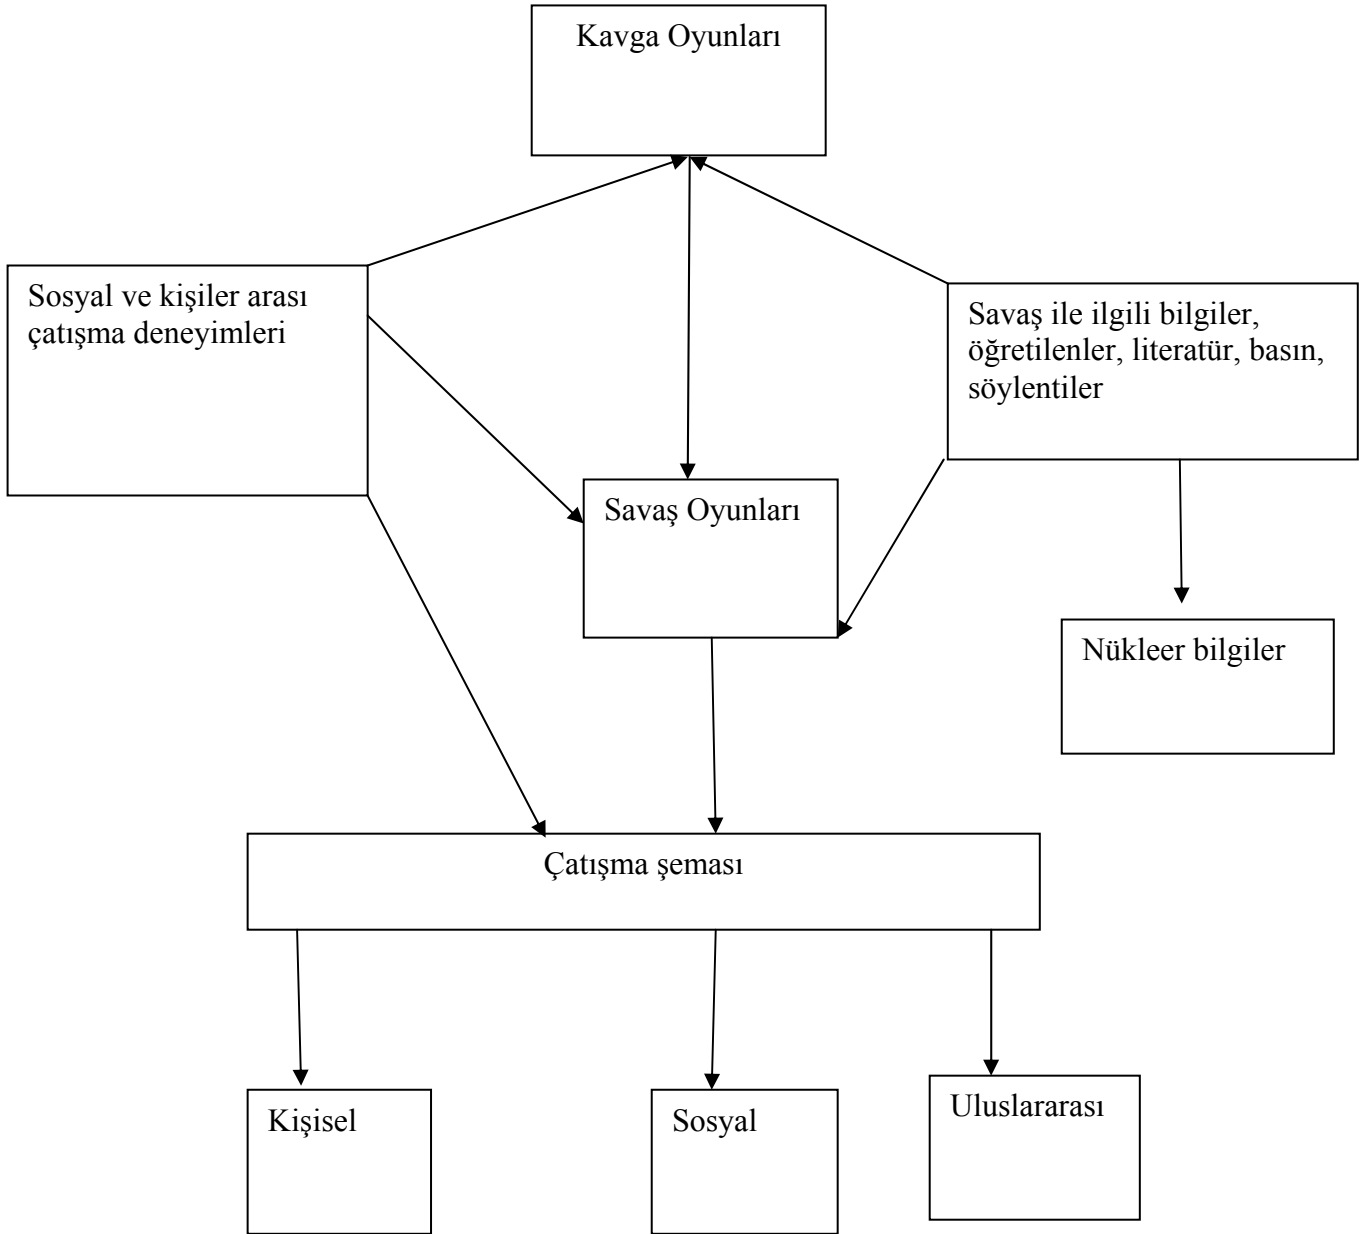 Kavga Oyunları
Sosyal ve kişiler arası
çatışma deneyimleri
Savaş ile ilgili bilgiler,
öğretilenler, literatür, basın,
söylentiler
Savaş Oyunları
Nükleer bilgiler
Çatışma şeması
Kişisel
Sosyal
Uluslararası